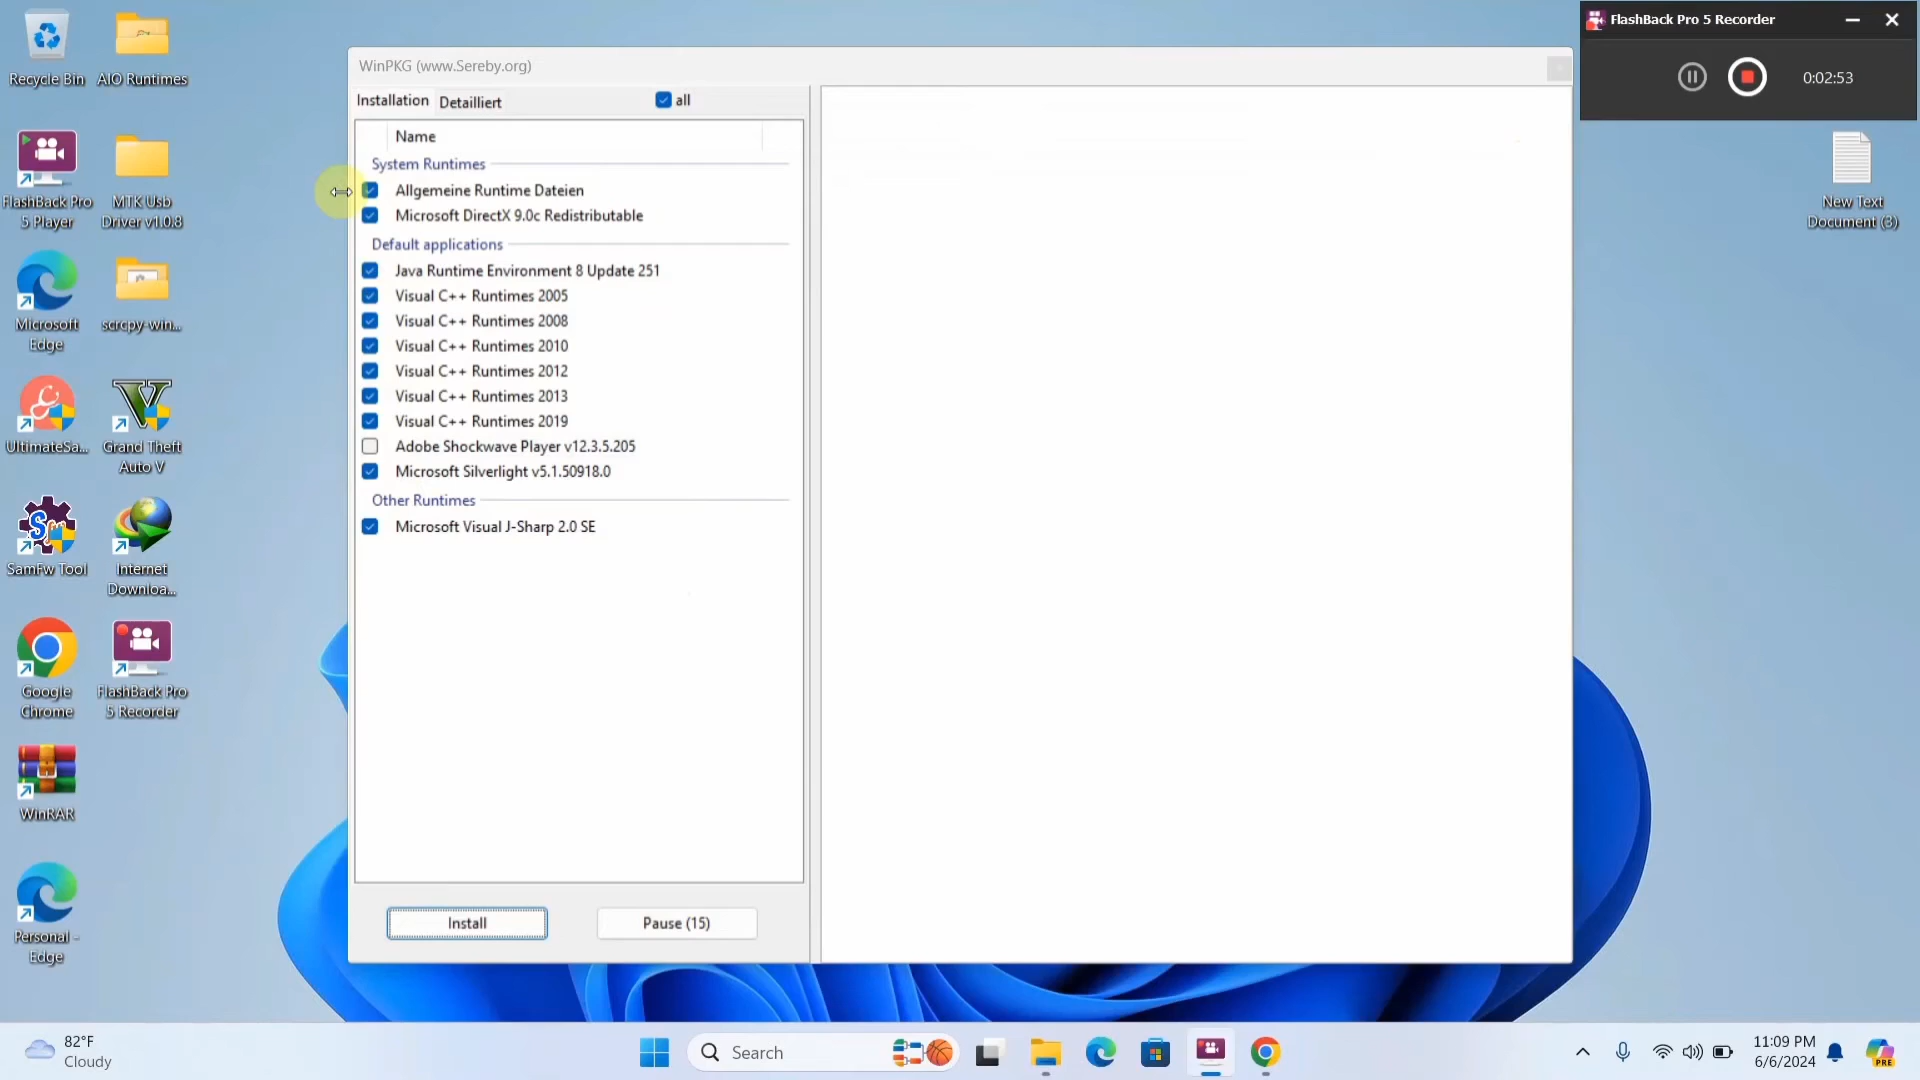 Recycle Bin
AIO Runtimes
FlashBack Pro
5 Player
MTK Usb
Driver v1.0.8
Microsoft
Edge
scrcpy-win...
UltimateSa...
Grand Theft
Auto V
SamFw Tool
Internet
Downloa...
Google
Chrome
FlashBack Pro
5 Recorder
WinRAR
Personal -
Edge
WinPKG (www.Sereby.org)
Installation
Detailliert
all
Name
System Runtimes
Allgemeine Runtime Dateien
Microsoft DirectX 9.0c Redistributable
Default applications
Java Runtime Environment 8 Update 251
Visual C++ Runtimes 2005
Visual C++ Runtimes 2008
Visual C++ Runtimes 2010
Visual C++ Runtimes 2012
Visual C++ Runtimes 2013
Visual C++ Runtimes 2019
Adobe Shockwave Player v12.3.5.205
Microsoft Silverlight v5.1.50918.0
Other Runtimes
Microsoft Visual J-Sharp 2.0 SE
Install
Pause (15)
FlashBack Pro 5 Recorder
0:02:53
New Text
Document (3)
82°F
Cloudy
Search
11:09 PM
6/6/2024
PRE